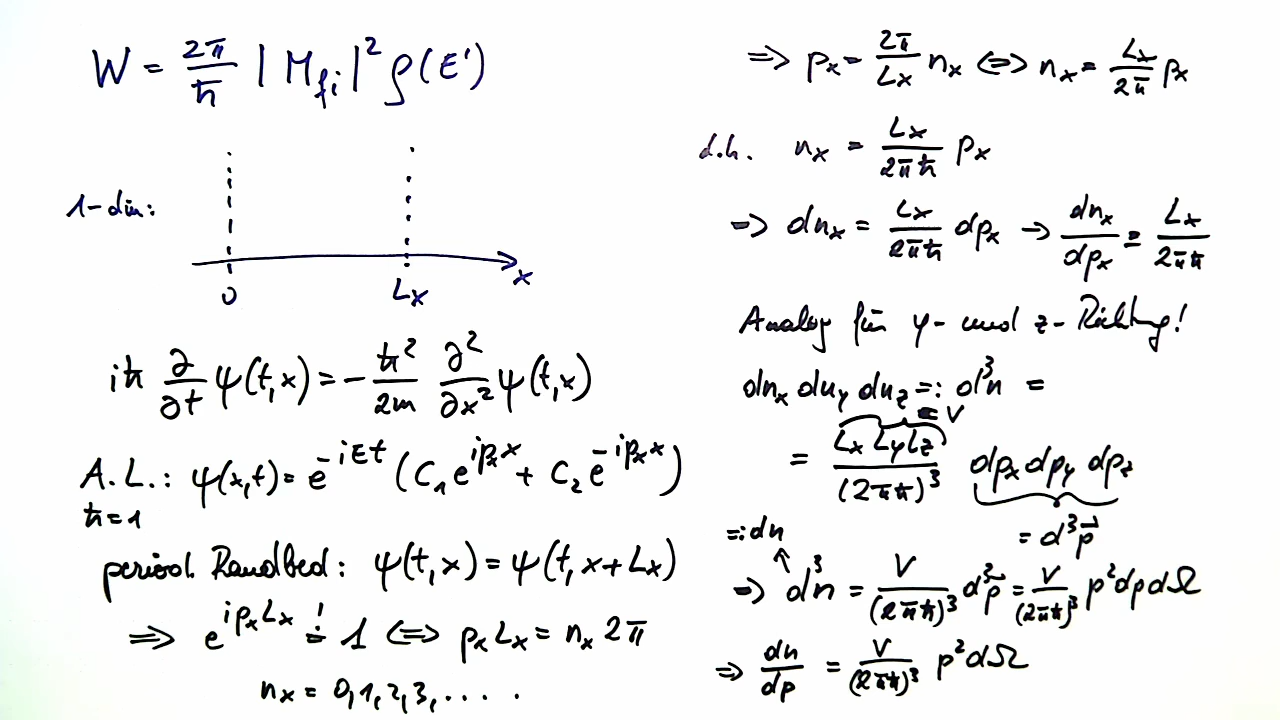 W = 2π/ħ |M_fi|² ρ(E')
1-dim:
0 L_x x
iħ ∂/∂t ψ(t,x) = - ħ²/2m ∂²/∂x² ψ(t,x)
A.L.: ψ(x,t) = e^{-iEt} (C₁ e^{ip_x x} + C₂ e^{-ip_x x})
ħ=1
period. Randbed: ψ(t,x) = ψ(t,x+L_x)
⇒ e^{ip_x L_x} =! 1 ⇔ p_x L_x = n_x 2π
n_x = 0,1,2,3,.....
⇒ p_x = 2π/L_x n_x ⇔ n_x = L_x/2π p_x
d.h. n_x = L_x/2πħ p_x
⇒ dn_x = L_x/2πħ dp_x → dn_x/dp_x = L_x/2πħ
Analog für y- und z-Richtung!
dn_x dn_y dn_z =: d³n =
= V
= L_x L_y L_z/(2πħ)³ dp_x dp_y dp_z
=: dn = d³p⃗
⇒ d³n = V/(2πħ)³ d³p⃗ = V/(2πħ)³ p² dp dΩ
⇒ dn/dp = V/(2πħ)³ p² dΩ